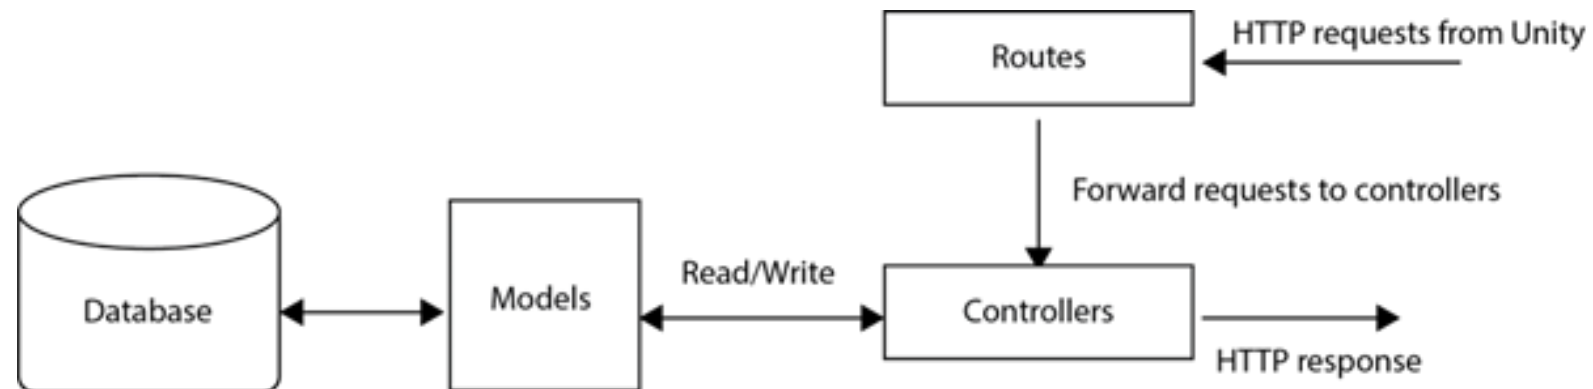 HTTP requests from Unity
Routes
Forward requests to controllers
Database
Models
Read/Write
Controllers
HTTP response